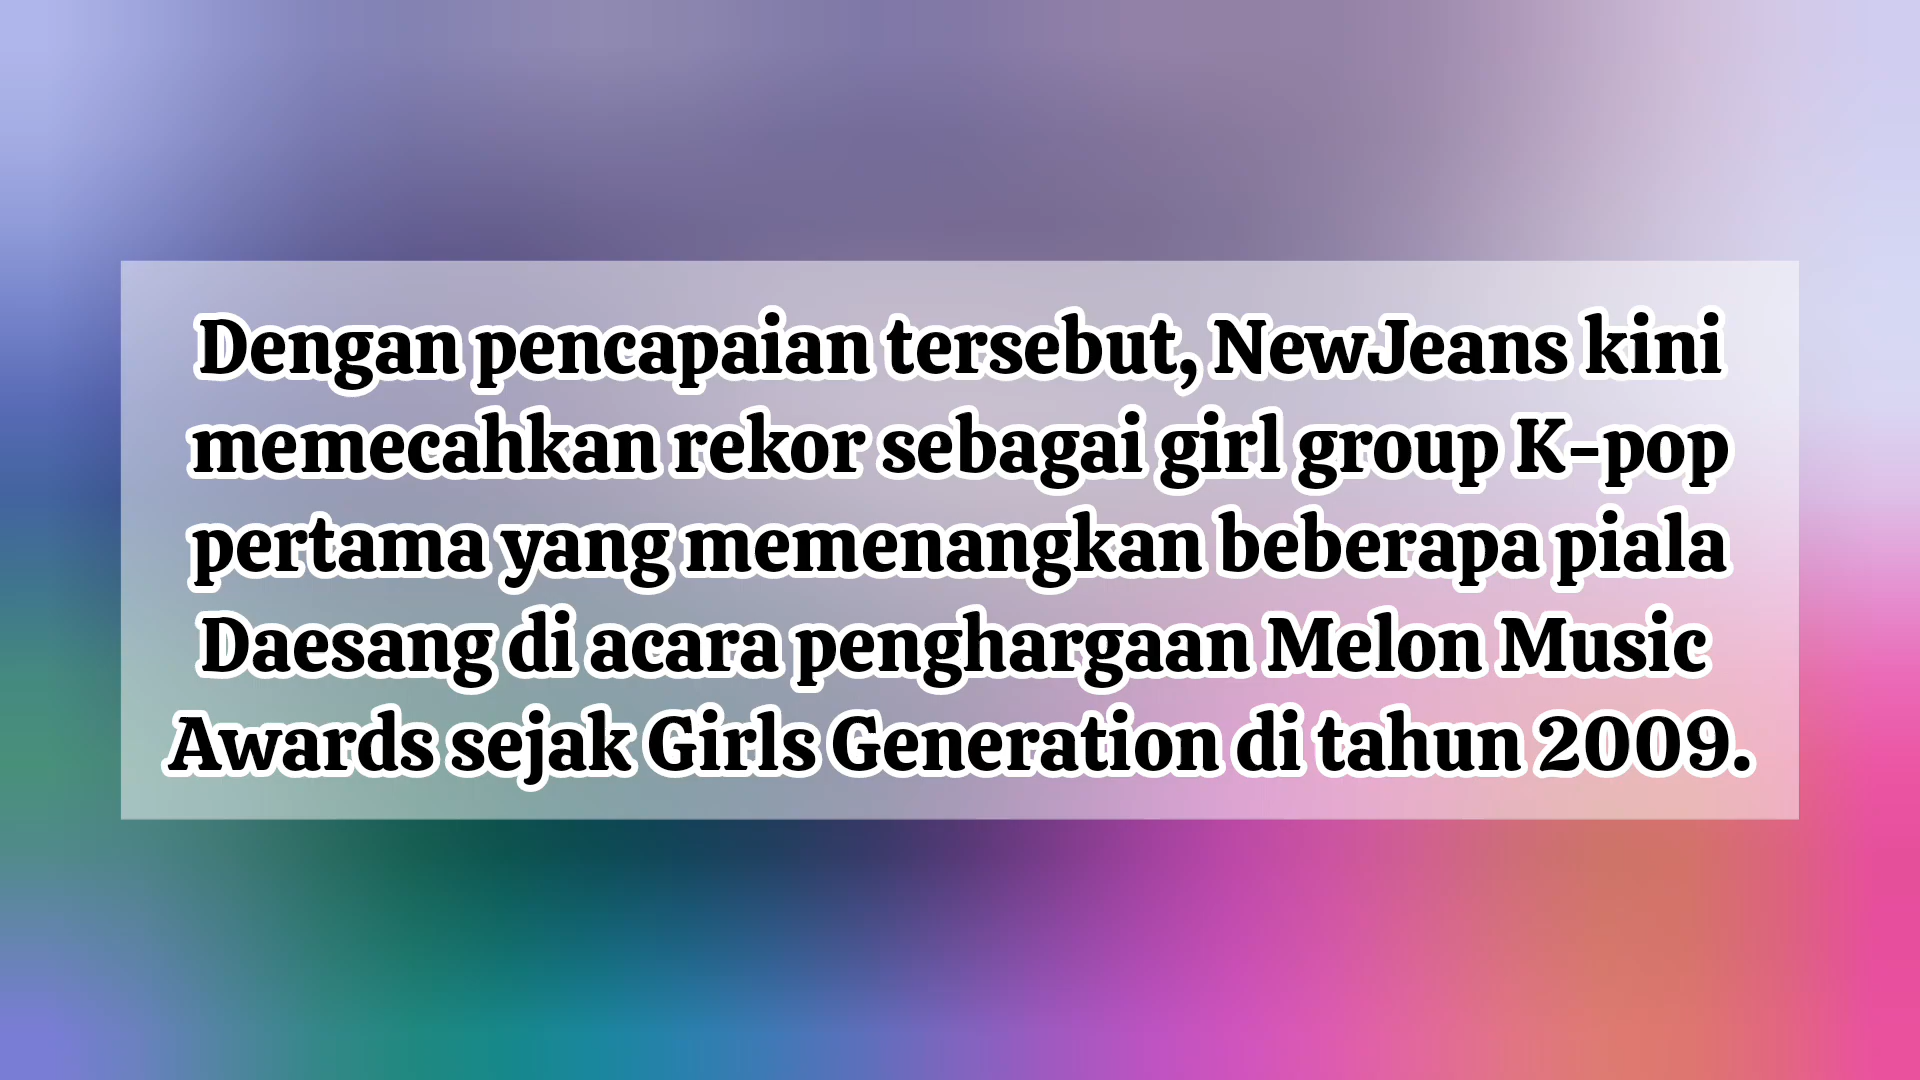 Dengan pencapaian tersebut, NewJeans kini
memecahkan rekor sebagai girl group K-pop
pertama yang memenangkan beberapa piala
Daesang di acara penghargaan Melon Music
Awards sejak Girls Generation di tahun 2009.